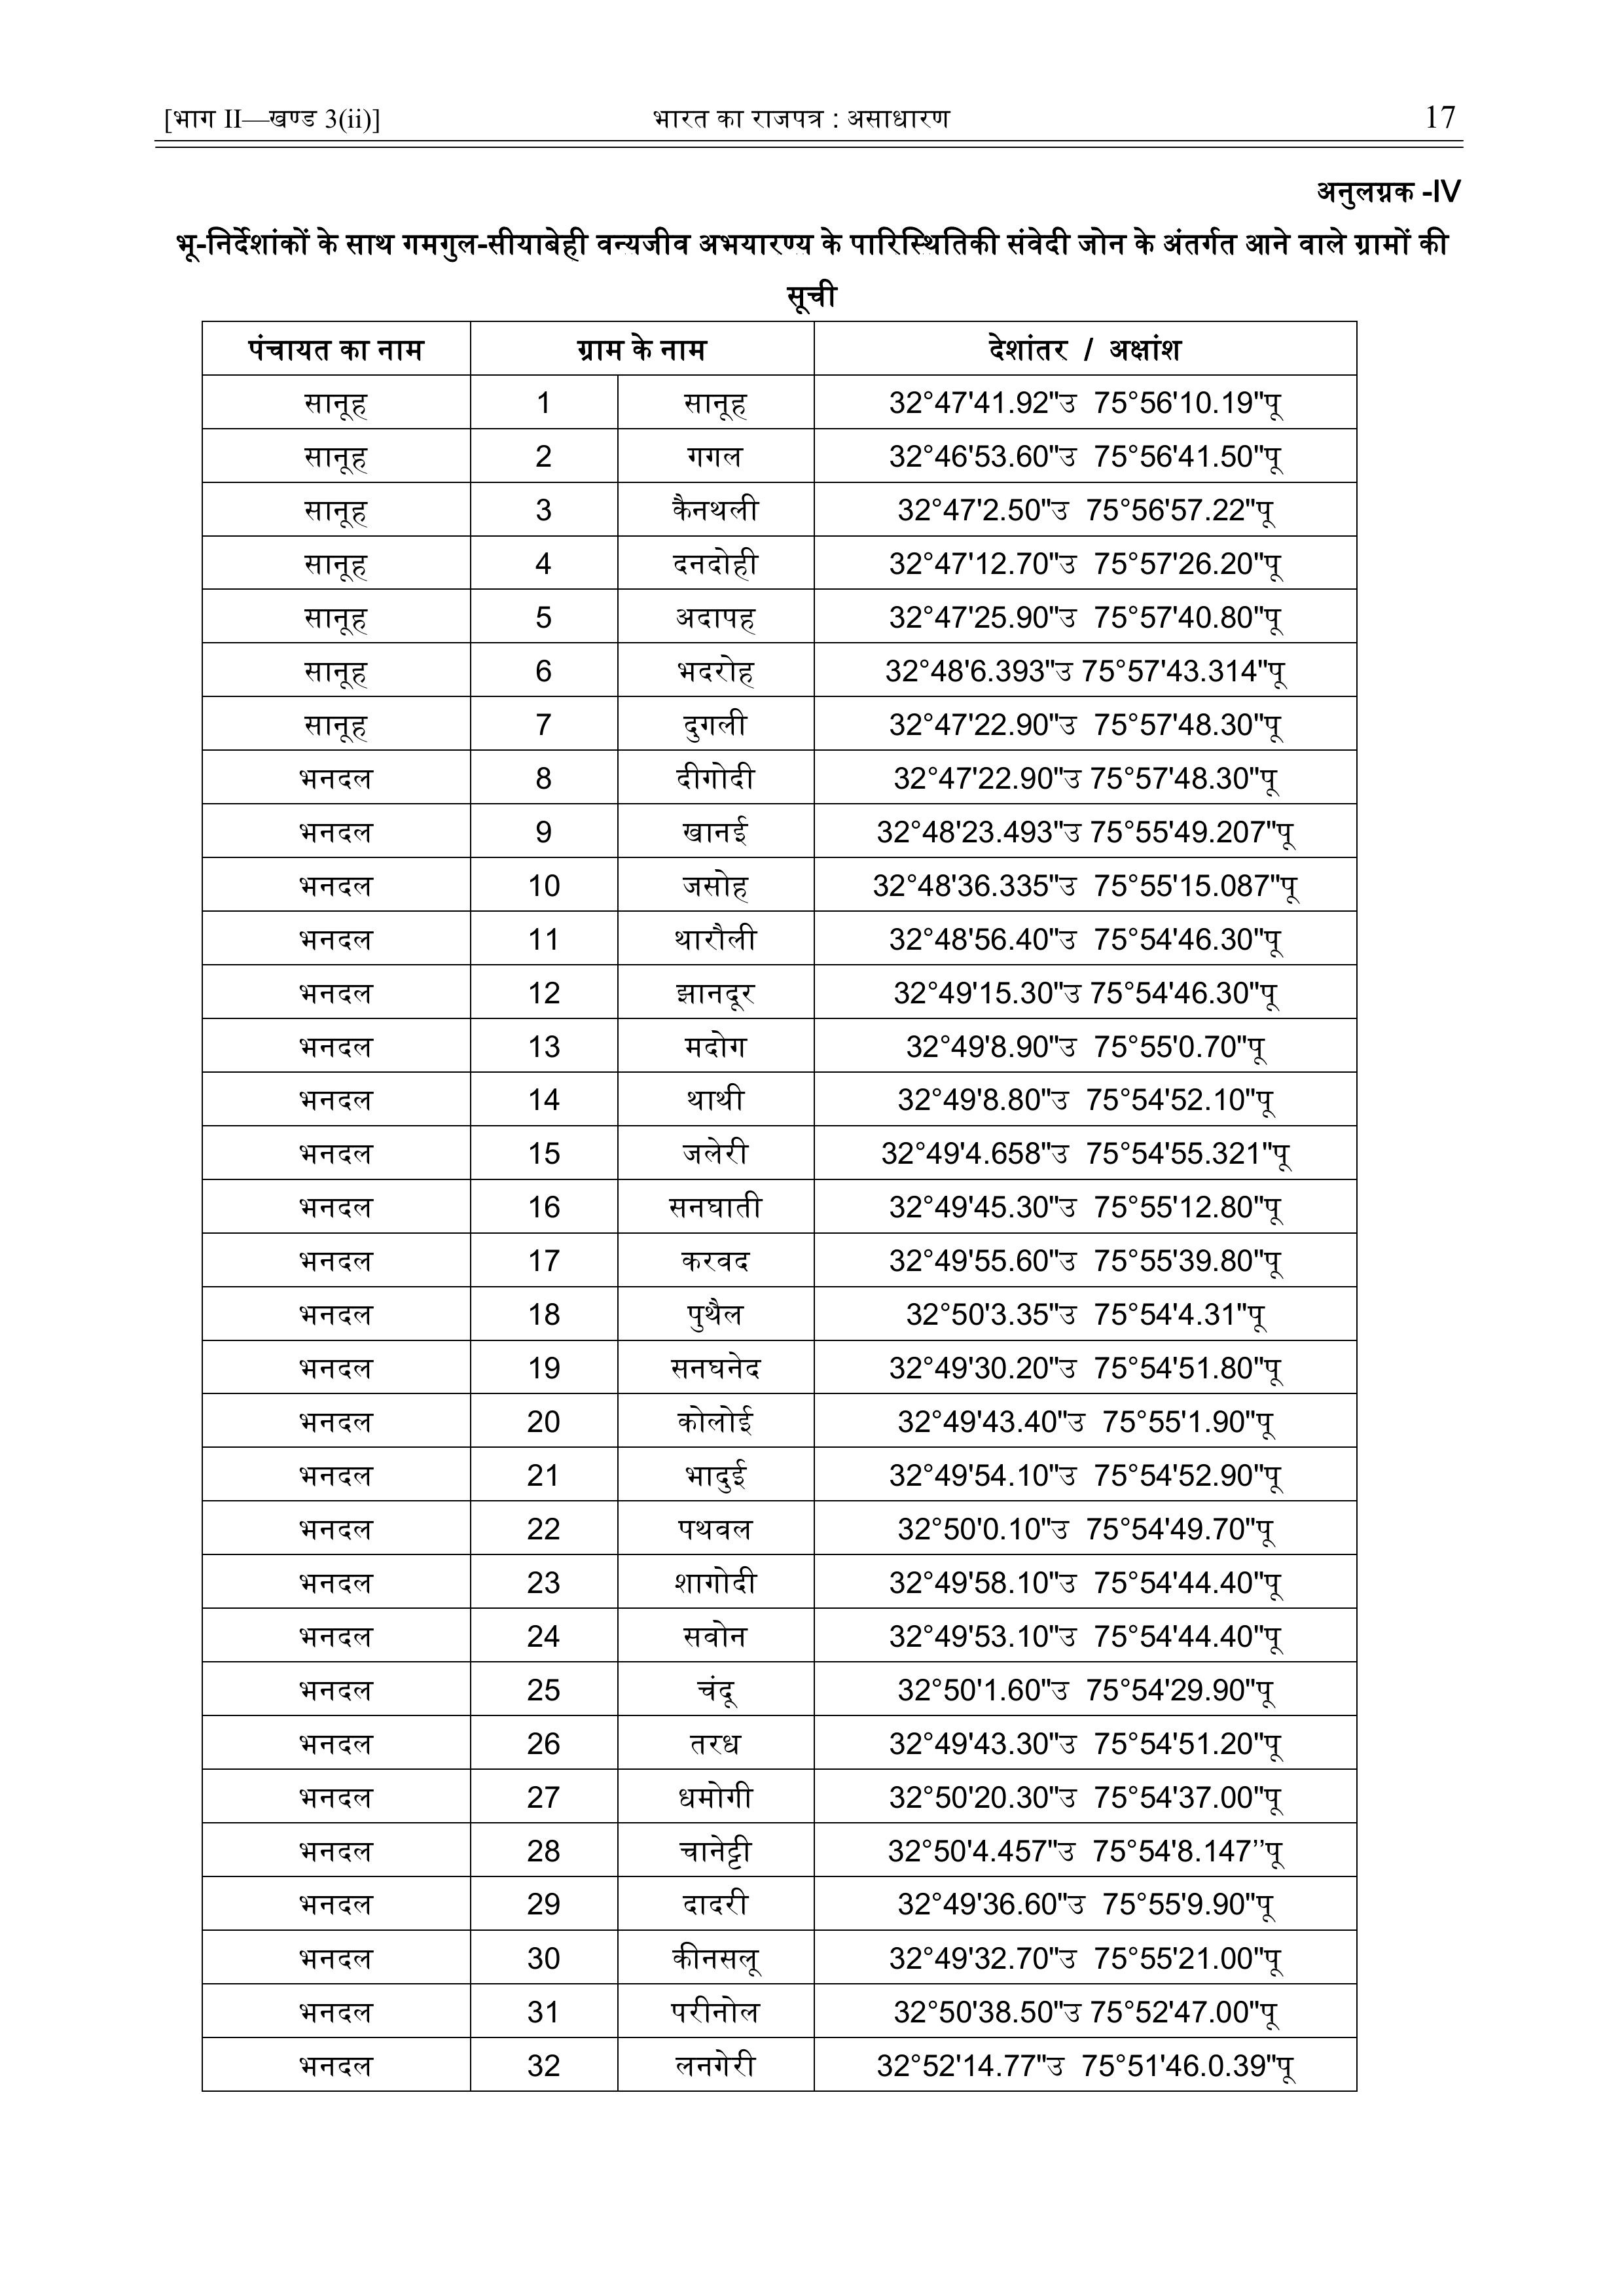 [भाग II—खण्ड 3(ii)] भारत का राजपत्र : असाधारण 17
अनुलग्नक -IV
भू-निर्देशांकों के साथ गमगुल-सीयाबेही वन्यजीव अभयारण्य के पारिस्थितिकी संवेदी जोन के अंतर्गत आने वाले ग्रामों की
सूची
पंचायत का नाम ग्राम के नाम देशांतर / अक्षांश
सानूह 1 सानूह 32°47'41.92"उ 75°56'10.19"पू
सानूह 2 गगल 32°46'53.60"उ 75°56'41.50"पू
सानूह 3 कैनथली 32°47'2.50"उ 75°56'57.22"पू
सानूह 4 दनदोही 32°47'12.70"उ 75°57'26.20"पू
सानूह 5 अदापह 32°47'25.90"उ 75°57'40.80"पू
सानूह 6 भदरोह 32°48'6.393"उ 75°57'43.314"पू
सानूह 7 दुगली 32°47'22.90"उ 75°57'48.30"पू
भनदल 8 दीगोदी 32°47'22.90"उ 75°57'48.30"पू
भनदल 9 खानई 32°48'23.493"उ 75°55'49.207"पू
भनदल 10 जसोह 32°48'36.335"उ 75°55'15.087"पू
भनदल 11 थारौली 32°48'56.40"उ 75°54'46.30"पू
भनदल 12 झानदूर 32°49'15.30"उ 75°54'46.30"पू
भनदल 13 मदोग 32°49'8.90"उ 75°55'0.70"पू
भनदल 14 थाथी 32°49'8.80"उ 75°54'52.10"पू
भनदल 15 जलेरी 32°49'4.658"उ 75°54'55.321"पू
भनदल 16 सनघाती 32°49'45.30"उ 75°55'12.80"पू
भनदल 17 करवद 32°49'55.60"उ 75°55'39.80"पू
भनदल 18 पुथैल 32°50'3.35"उ 75°54'4.31"पू
भनदल 19 सनघनेद 32°49'30.20"उ 75°54'51.80"पू
भनदल 20 कोलोई 32°49'43.40"उ 75°55'1.90"पू
भनदल 21 भादुई 32°49'54.10"उ 75°54'52.90"पू
भनदल 22 पथवल 32°50'0.10"उ 75°54'49.70"पू
भनदल 23 शागोदी 32°49'58.10"उ 75°54'44.40"पू
भनदल 24 सवोन 32°49'53.10"उ 75°54'44.40"पू
भनदल 25 चंदू 32°50'1.60"उ 75°54'29.90"पू
भनदल 26 तरध 32°49'43.30"उ 75°54'51.20"पू
भनदल 27 धमोगी 32°50'20.30"उ 75°54'37.00"पू
भनदल 28 चानेट्टी 32°50'4.457"उ 75°54'8.147’’पू
भनदल 29 दादरी 32°49'36.60"उ 75°55'9.90"पू
भनदल 30 कीनसलू 32°49'32.70"उ 75°55'21.00"पू
भनदल 31 परीनोल 32°50'38.50"उ 75°52'47.00"पू
भनदल 32 लनगेरी 32°52'14.77"उ 75°51'46.0.39"पू